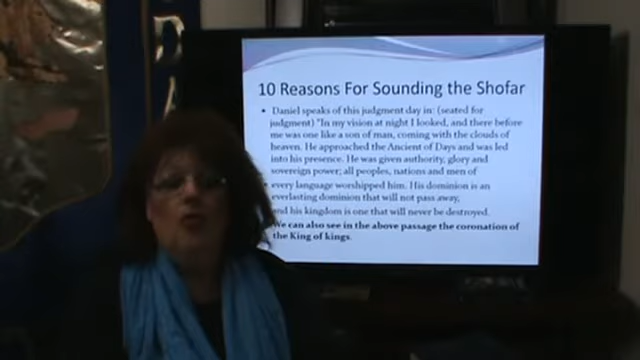 10 Reasons For Sounding the Shofar
• Daniel speaks of this judgment day in: (seated for
judgment) "In my vision at night I looked, and there before
me was one like a son of man, coming with the clouds of
heaven. He approached the Ancient of Days and was led
into his presence. He was given authority, glory and
sovereign power; all peoples, nations and men of
every language worshipped him. His dominion is an
everlasting dominion that will not pass away,
and his kingdom is one that will never be destroyed.
We can also see in the above passage the coronation of
the King of kings.